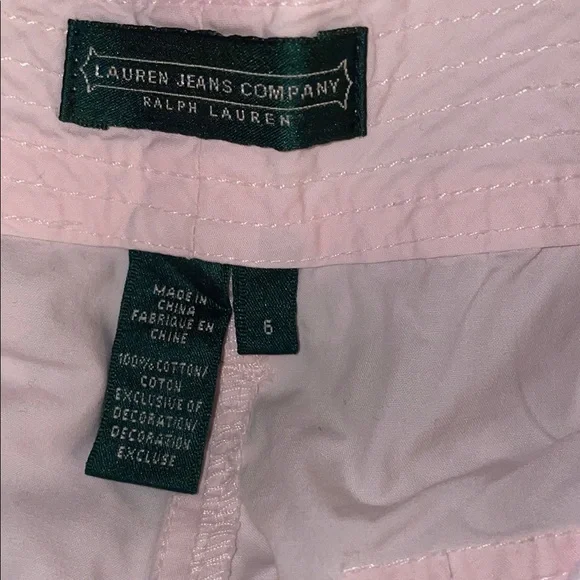 LAUREN JEANS COMPANY
RALPH LAUREN
MADE IN
CHINA
FABRIQUE EN
CHINE
100% COTTON/
COTON
EXCLUSIVE OF
DECORATION/
DÉCORATION
EXCLUSE
6